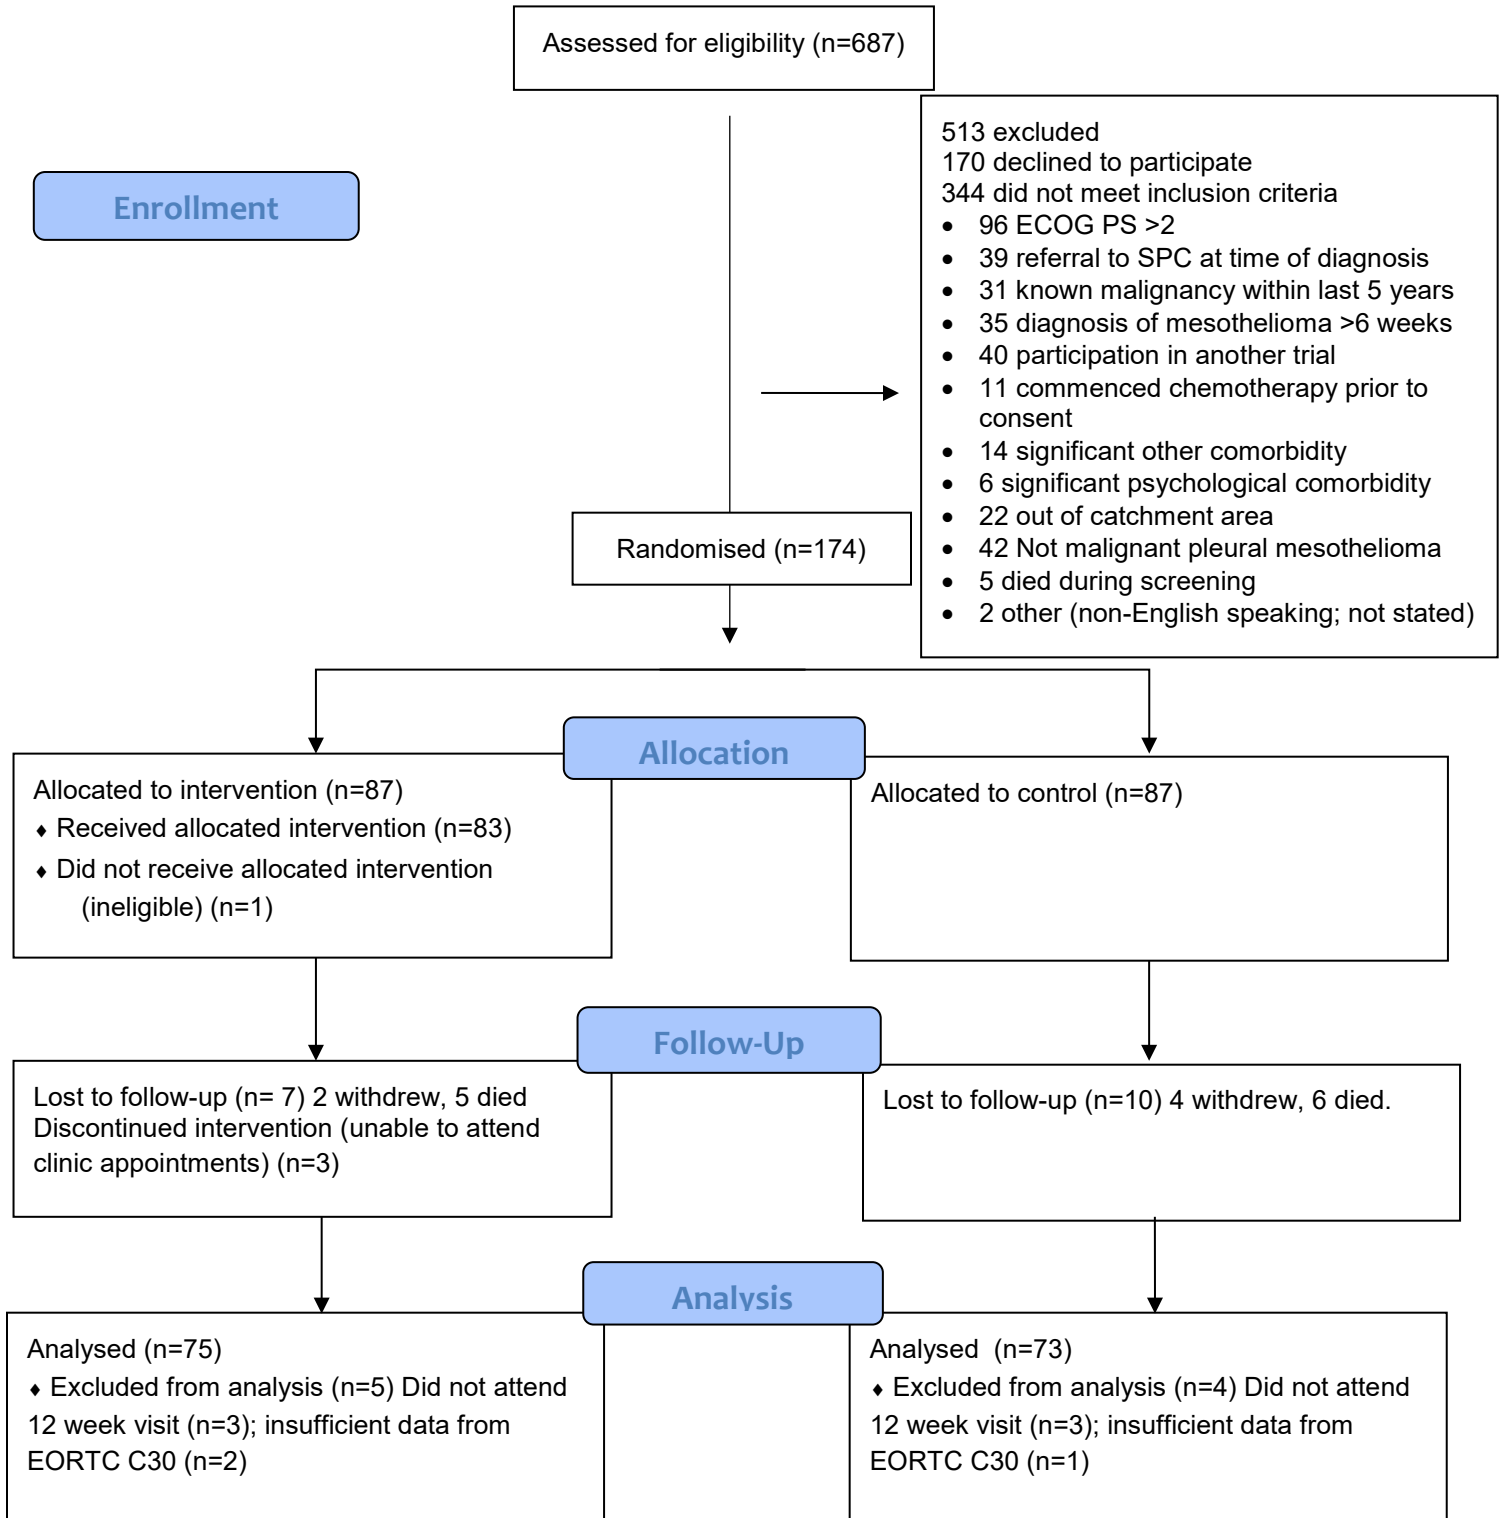 Assessed for eligibility (n=687)
513 excluded
170 declined to participate
344 did not meet inclusion criteria
• 96 ECOG PS >2
• 39 referral to SPC at time of diagnosis
• 31 known malignancy within last 5 years
• 35 diagnosis of mesothelioma >6 weeks
• 40 participation in another trial
• 11 commenced chemotherapy prior to
consent
• 14 significant other comorbidity
• 6 significant psychological comorbidity
• 22 out of catchment area
• 42 Not malignant pleural mesothelioma
• 5 died during screening
• 2 other (non-English speaking; not stated)
Enrollment
Randomised (n=174)
Allocation
Allocated to intervention (n=87)
♦ Received allocated intervention (n=83)
♦ Did not receive allocated intervention
(ineligible) (n=1)
Allocated to control (n=87)
Follow-Up
Lost to follow-up (n= 7) 2 withdrew, 5 died
Discontinued intervention (unable to attend
clinic appointments) (n=3)
Lost to follow-up (n=10) 4 withdrew, 6 died.
Analysis
Analysed (n=75)
♦ Excluded from analysis (n=5) Did not attend
12 week visit (n=3); insufficient data from
EORTC C30 (n=2)
Analysed  (n=73)
♦ Excluded from analysis (n=4) Did not attend
12 week visit (n=3); insufficient data from
EORTC C30 (n=1)